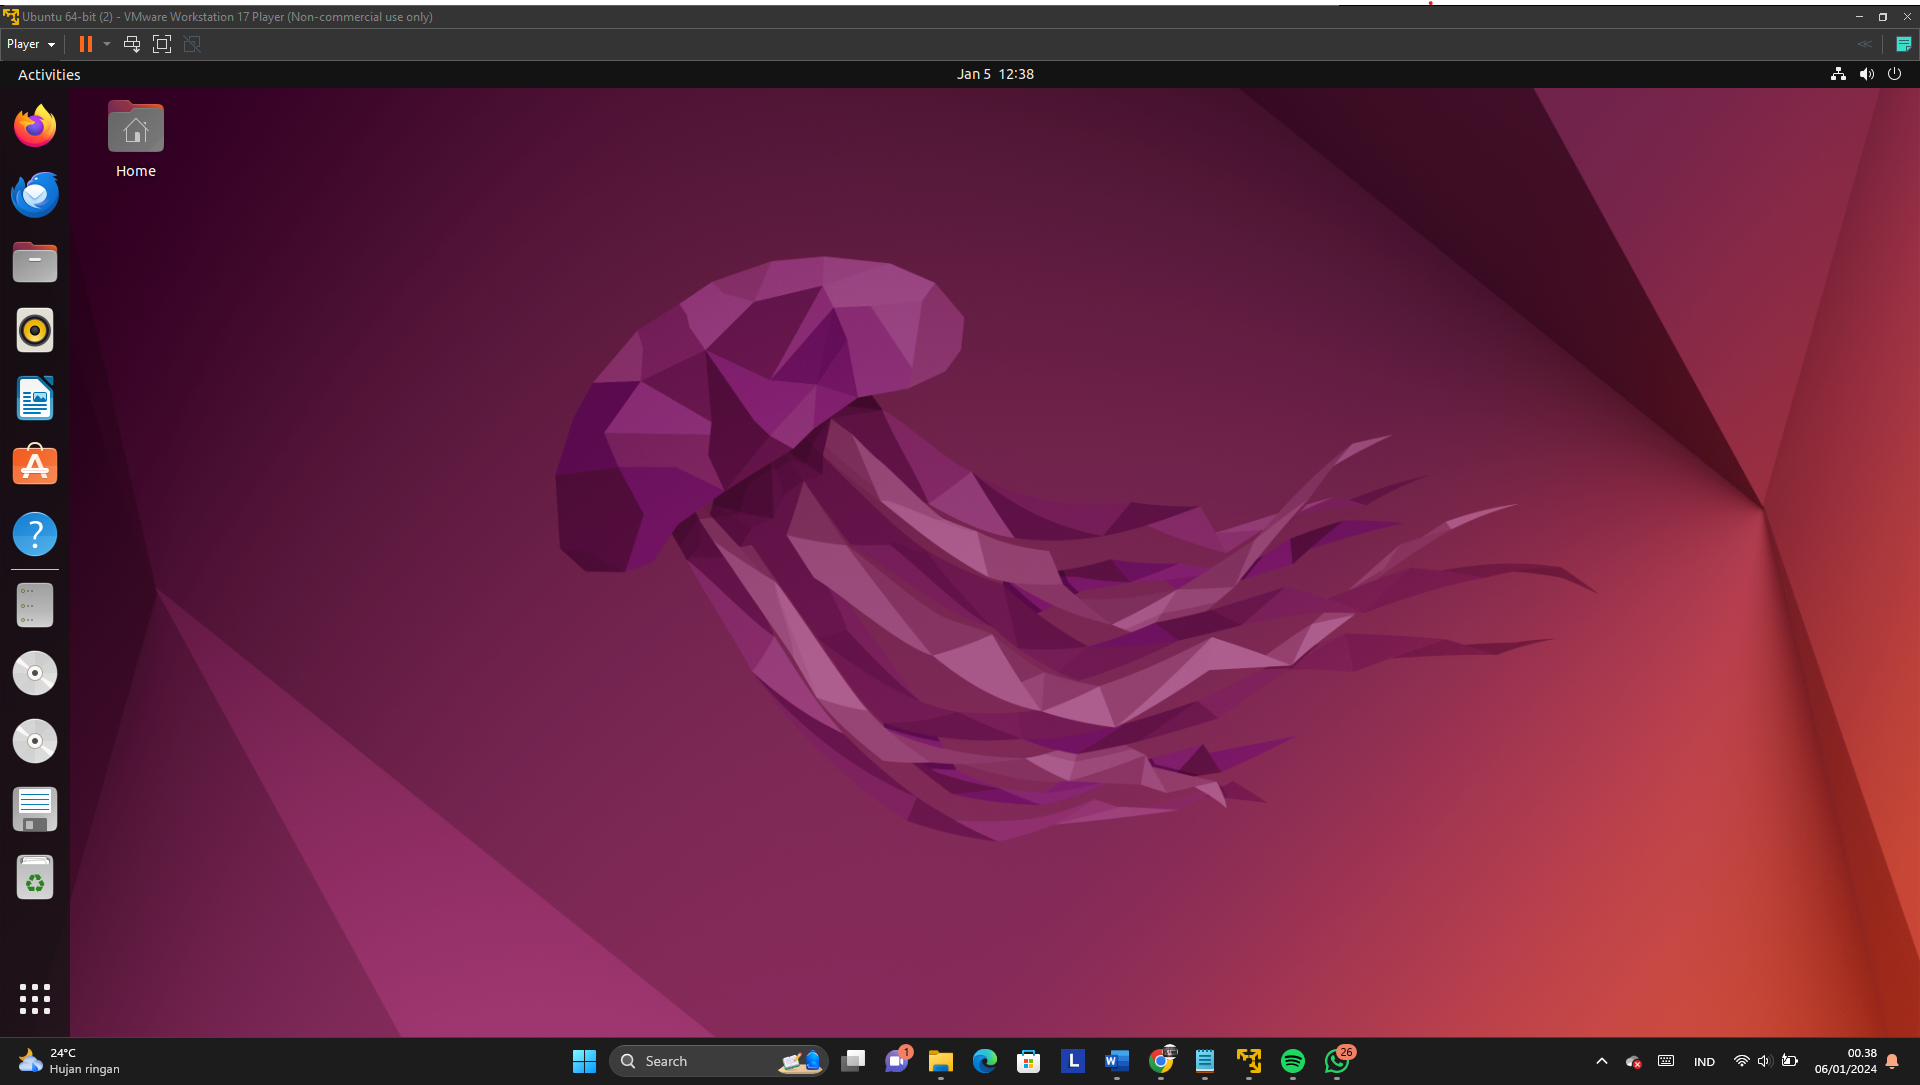 Ubuntu 64-bit (2) - VMware Workstation 17 Player (Non-commercial use only)
Player
Activities
Jan 5 12:38
Home
24°C
Hujan ringan
Search
1
L
W
26
IND
00.38
06/01/2024